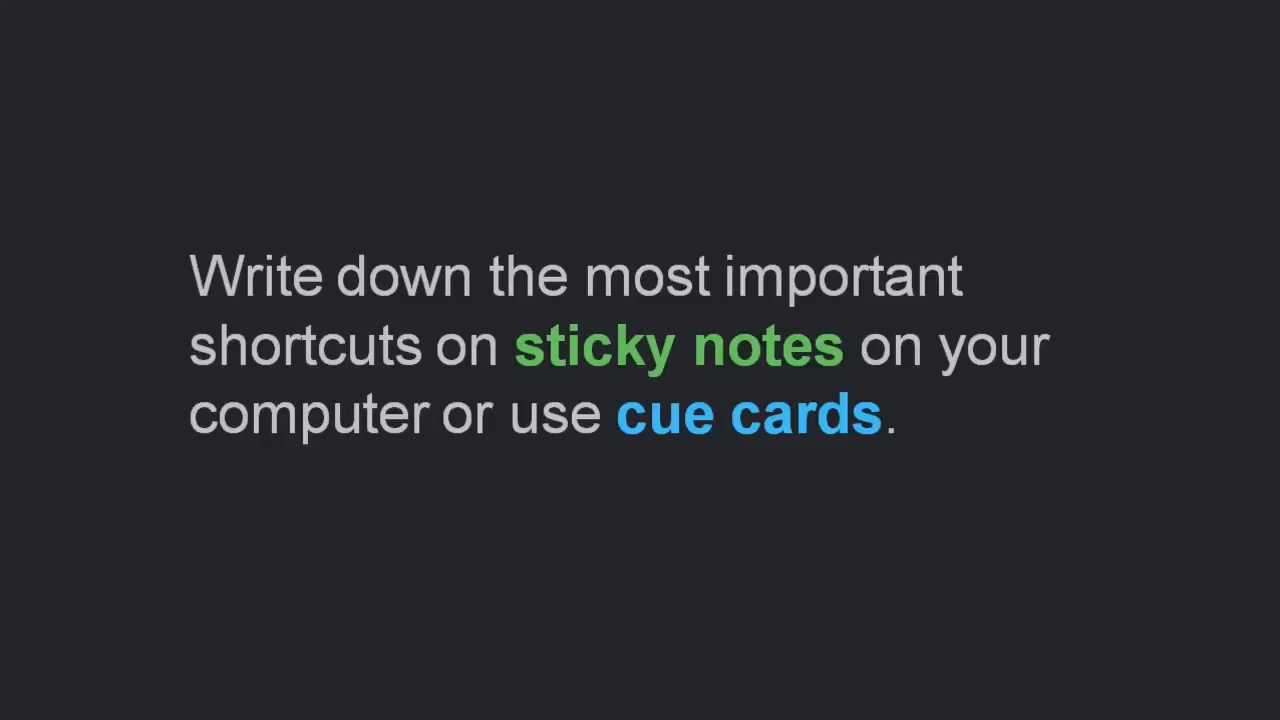 Write down the most important
shortcuts on sticky notes on your
computer or use cue cards.